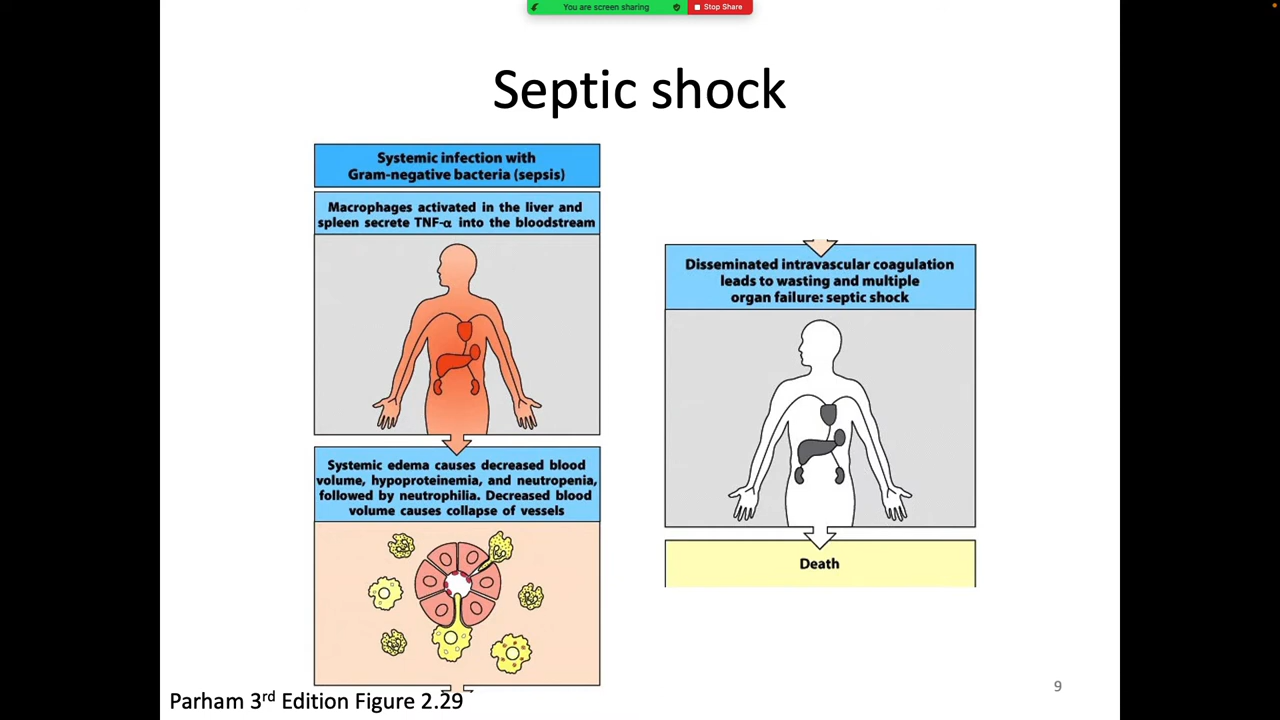 You are screen sharing
Stop Share
Septic shock
Systemic infection with
Gram-negative bacteria (sepsis)
Macrophages activated in the liver and
spleen secrete TNF-α into the bloodstream
Systemic edema causes decreased blood
volume, hypoproteinemia, and neutropenia,
followed by neutrophilia. Decreased blood
volume causes collapse of vessels
Disseminated intravascular coagulation
leads to wasting and multiple
organ failure: septic shock
Death
Parham 3rd Edition Figure 2.29
9